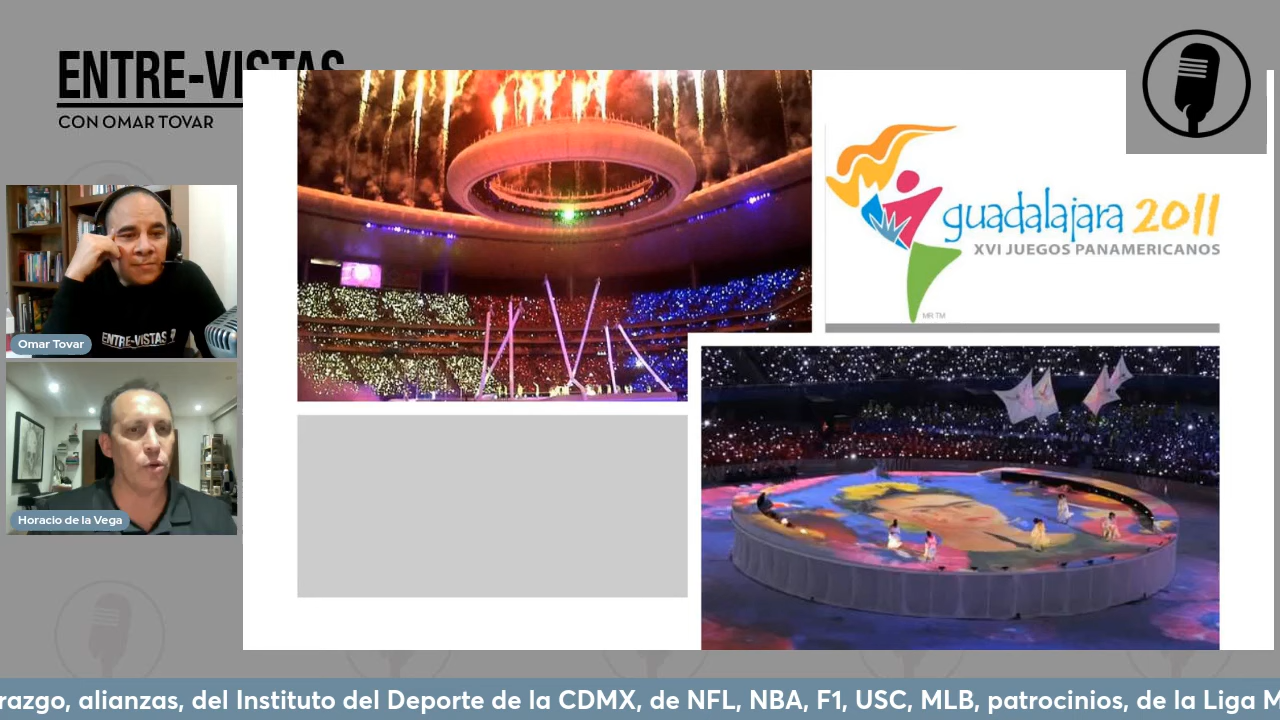 ENTRE-VISTAS
CON OMAR TOVAR
guadalajara 2011
XVI JUEGOS PANAMERICANOS
MR TM
ENTRE-VISTAS
Omar Tovar
Horacio de la Vega
razgo, alianzas, del Instituto del Deporte de la CDMX, de NFL, NBA, F1, USC, MLB, patrocinios, de la Liga M